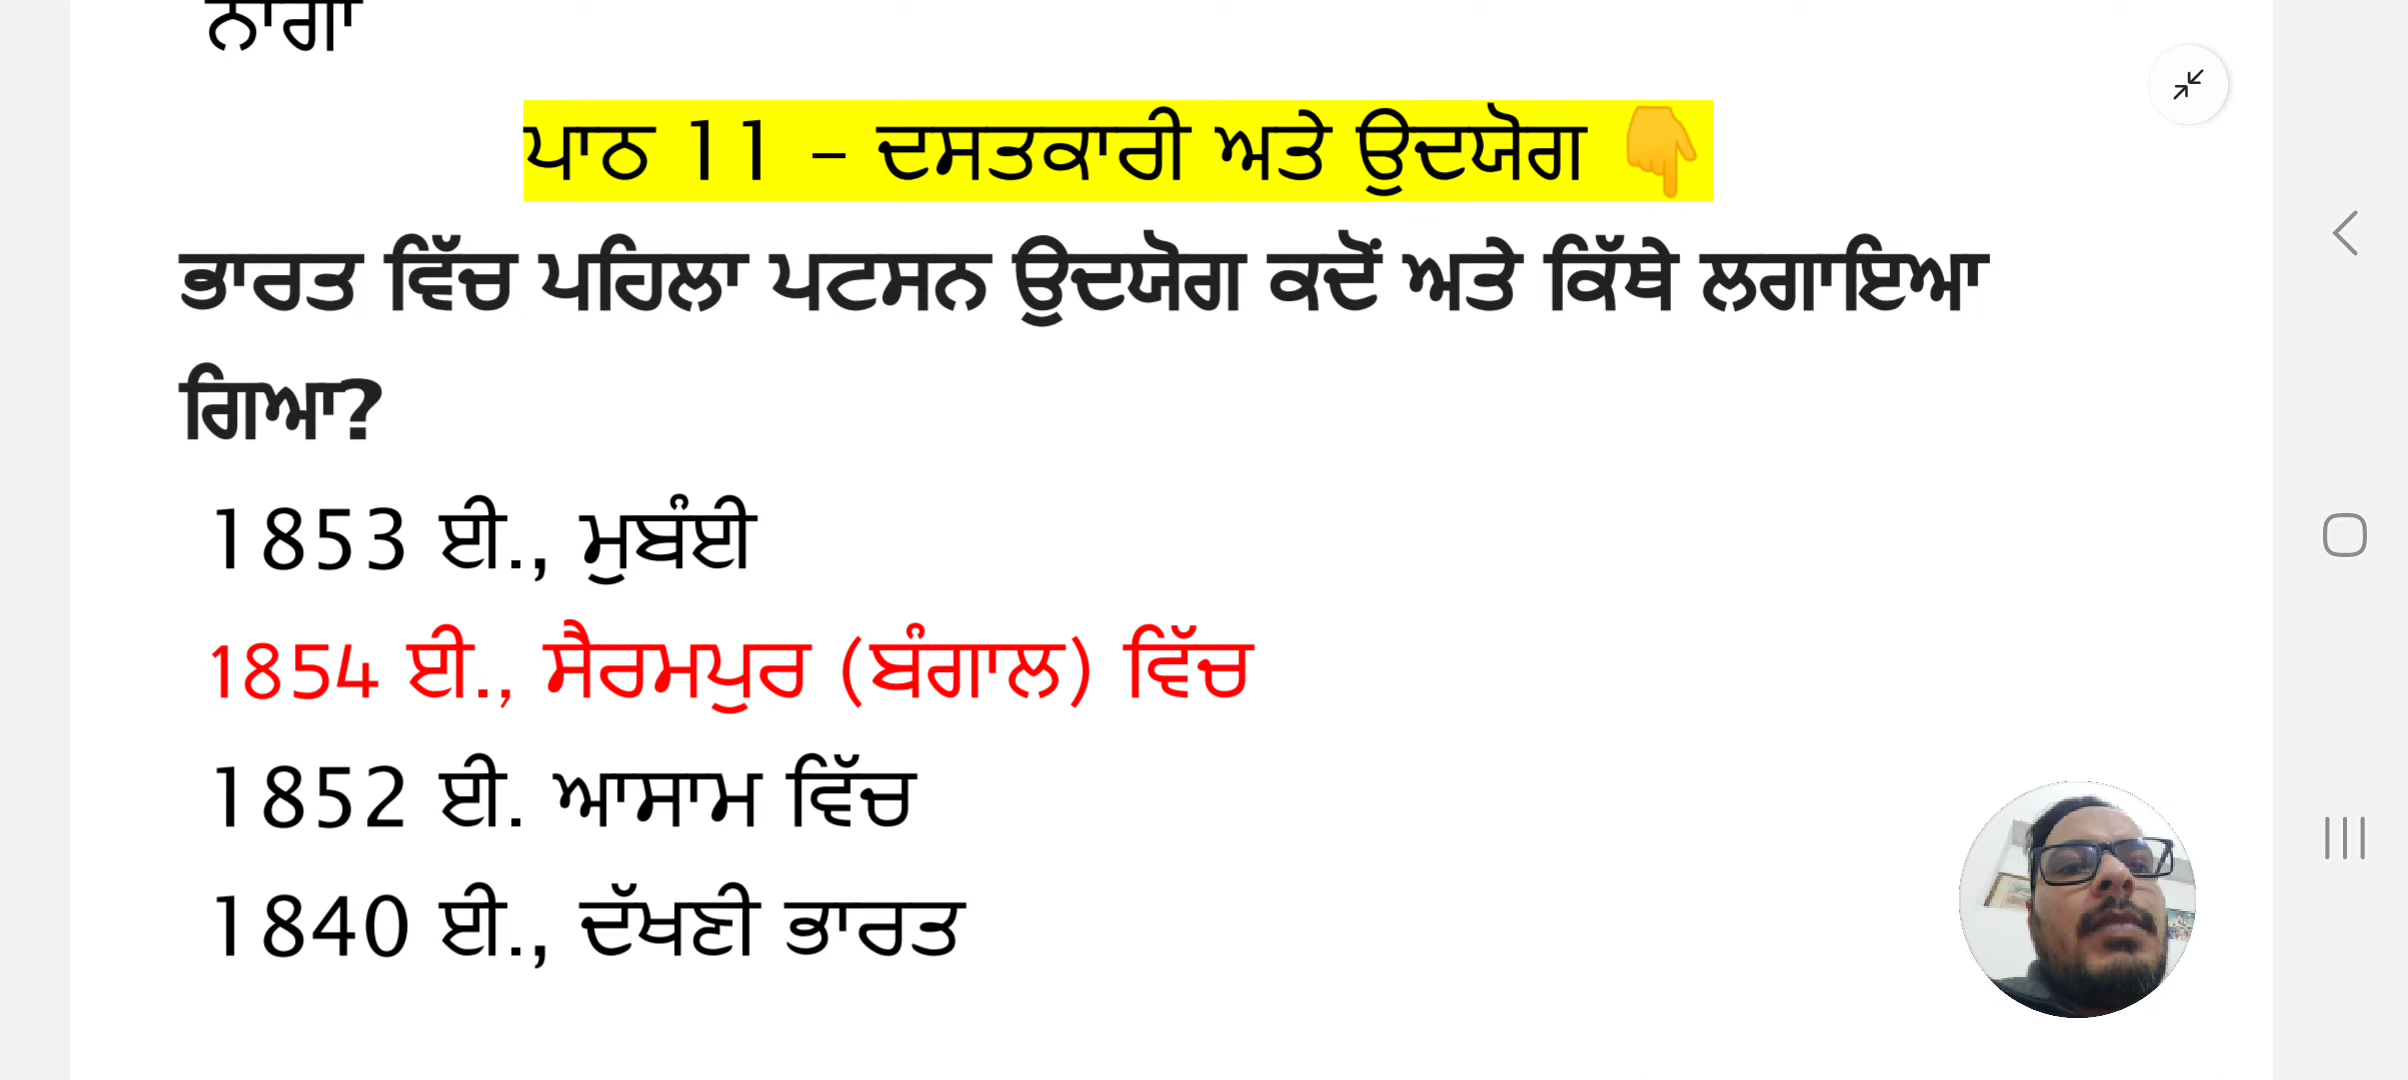 ਨਾਗਾ
ਪਾਠ 11 – ਦਸਤਕਾਰੀ ਅਤੇ ਉਦਯੋਗ 👇
ਭਾਰਤ ਵਿੱਚ ਪਹਿਲਾ ਪਟਸਨ ਉਦਯੋਗ ਕਦੋਂ ਅਤੇ ਕਿੱਥੇ ਲਗਾਇਆ
ਗਿਆ?
1853 ਈ., ਮੁਬੰਈ
1854 ਈ., ਸੈਰਮਪੁਰ (ਬੰਗਾਲ) ਵਿੱਚ
1852 ਈ. ਆਸਾਮ ਵਿੱਚ
1840 ਈ., ਦੱਖਣੀ ਭਾਰਤ